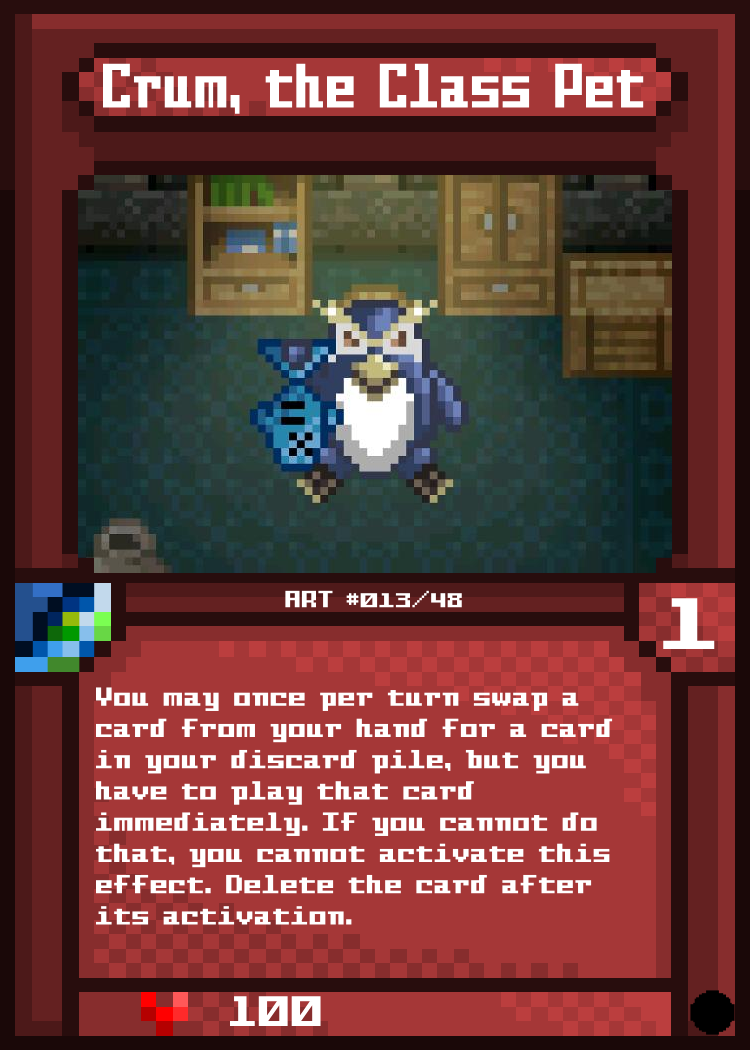 Crum, the Class Pet
ART #013/48
1
You may once per turn swap a
card from your hand for a card
in your discard pile, but you
have to play that card
immediately. If you cannot do
that, you cannot activate this
effect. Delete the card after
its activation.
100